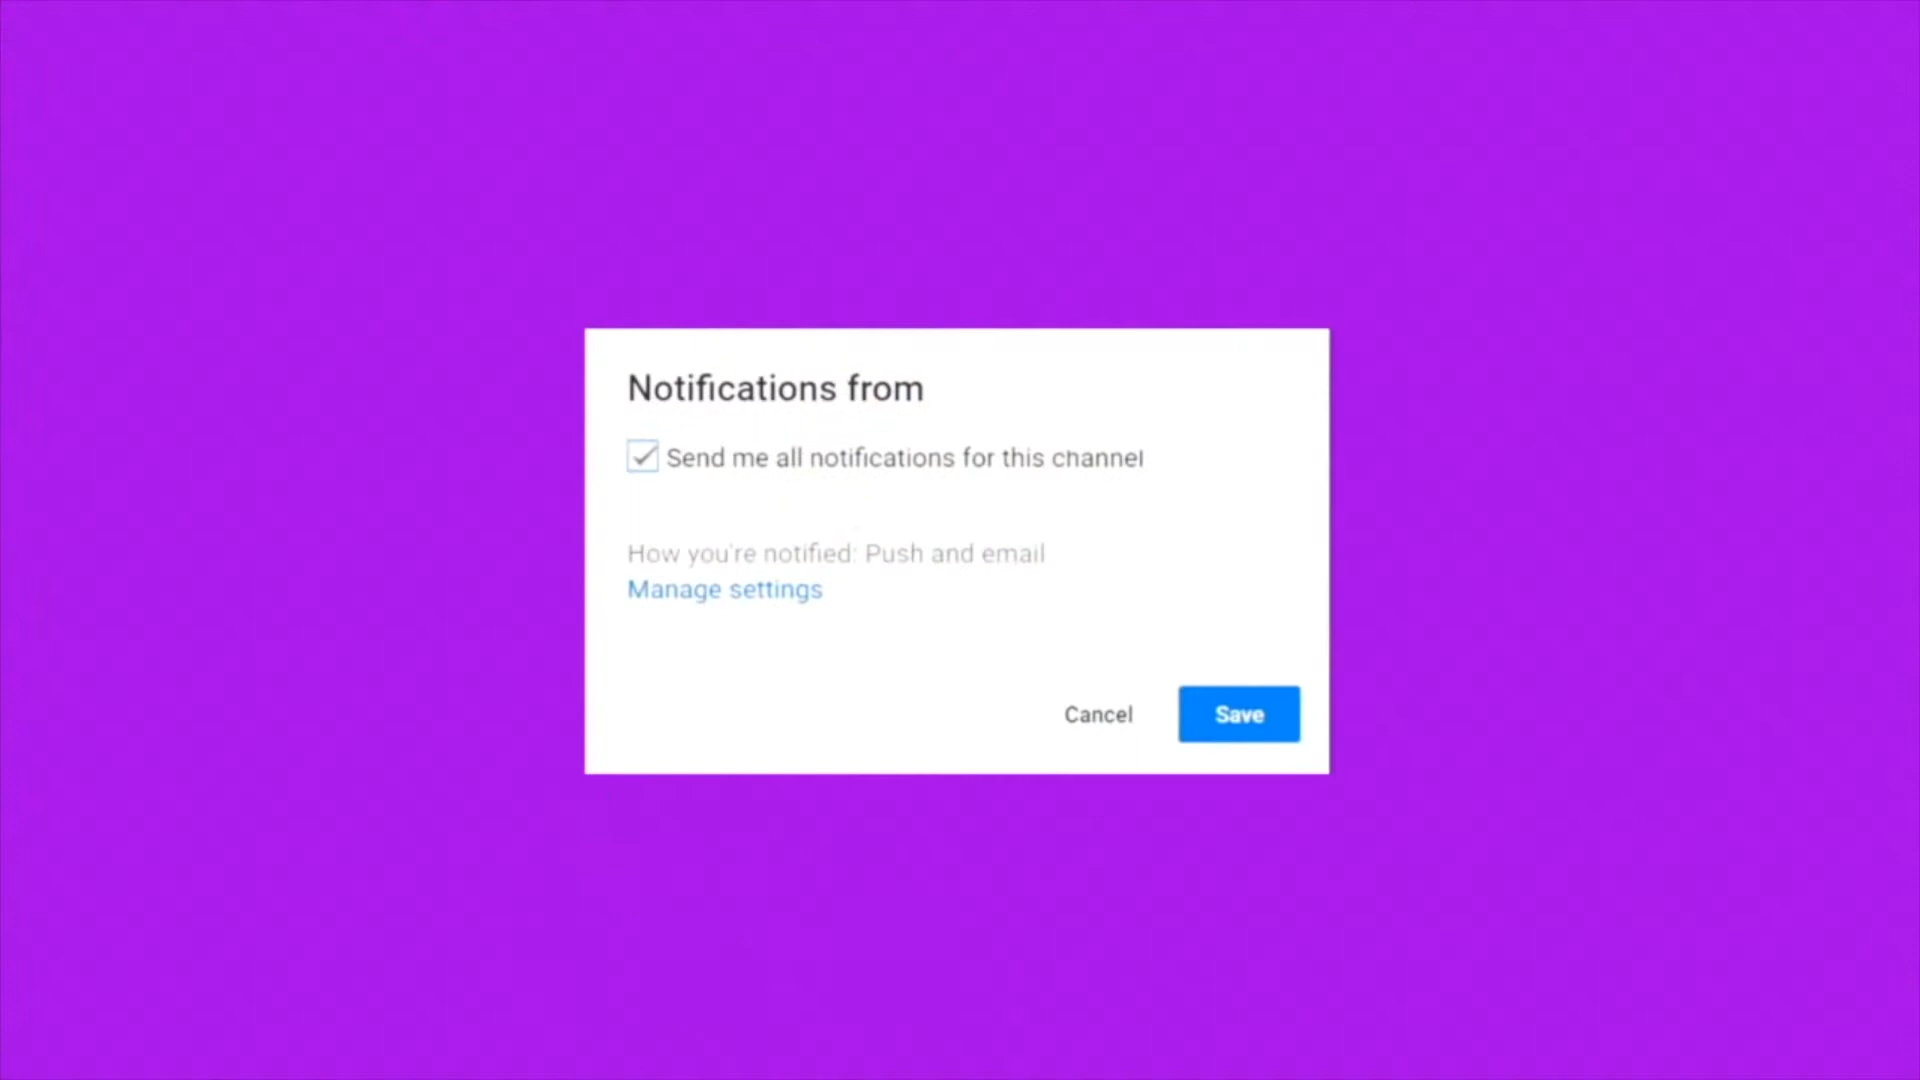 Notifications from
Send me all notifications for this channel
How you're notified: Push and email
Manage settings
Cancel
Save